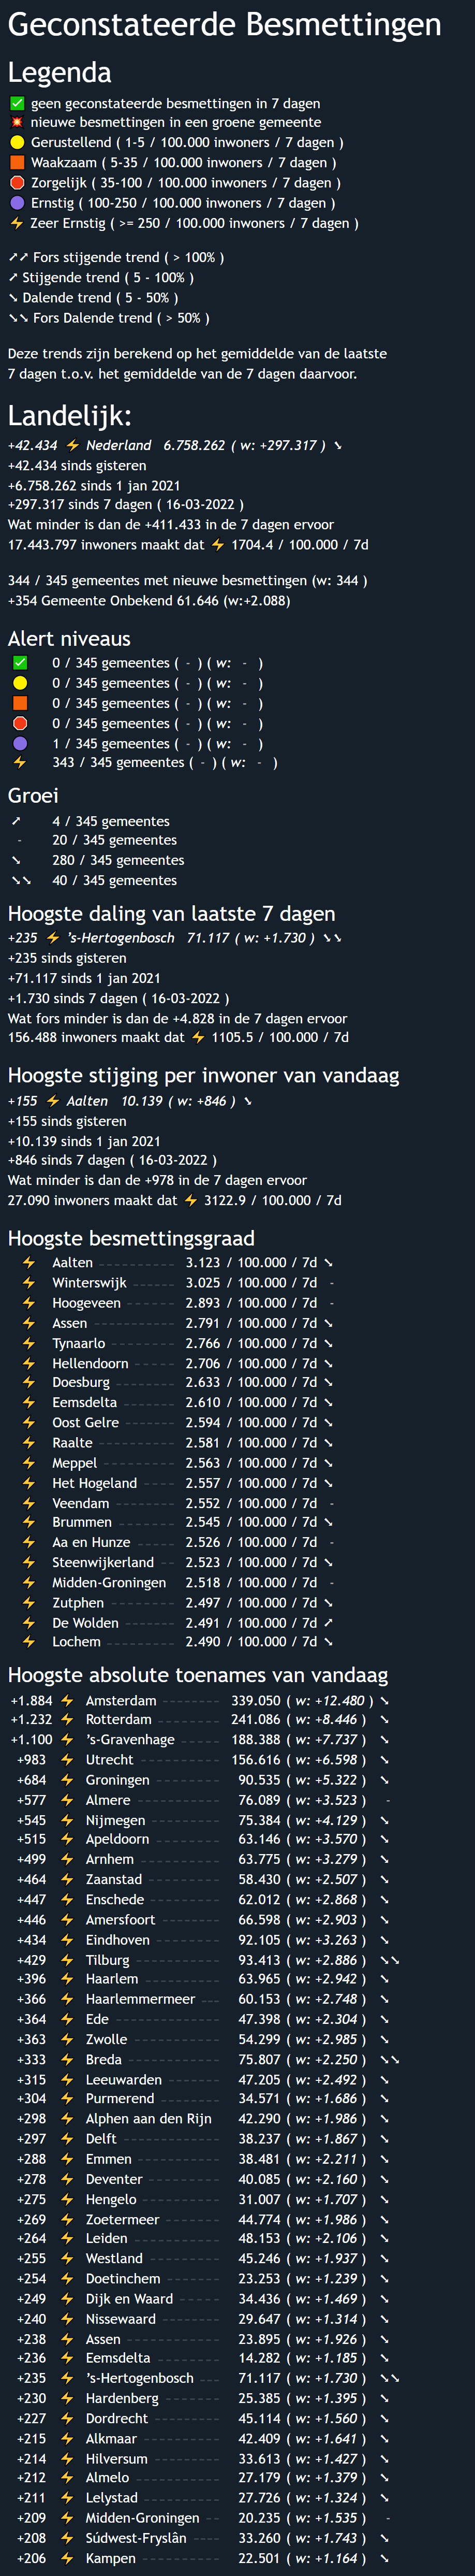 Geconstateerde Besmettingen
Legenda
✅ geen geconstateerde besmettingen in 7 dagen
💥 nieuwe besmettingen in een groene gemeente
🟡 Gerustellend ( 1-5 / 100.000 inwoners / 7 dagen )
🟧 Waakzaam ( 5-35 / 100.000 inwoners / 7 dagen )
🛑 Zorgelijk ( 35-100 / 100.000 inwoners / 7 dagen )
🟣 Ernstig ( 100-250 / 100.000 inwoners / 7 dagen )
⚡ Zeer Ernstig ( >= 250 / 100.000 inwoners / 7 dagen )
➚➚ Fors stijgende trend ( > 100% )
➚ Stijgende trend ( 5 - 100% )
➘ Dalende trend ( 5 - 50% )
➘➘ Fors Dalende trend ( > 50% )
Deze trends zijn berekend op het gemiddelde van de laatste
7 dagen t.o.v. het gemiddelde van de 7 dagen daarvoor.
Landelijk:
+42.434 ⚡ Nederland 6.758.262 ( w: +297.317 ) ➘
+42.434 sinds gisteren
+6.758.262 sinds 1 jan 2021
+297.317 sinds 7 dagen ( 16-03-2022 )
Wat minder is dan de +411.433 in de 7 dagen ervoor
17.443.797 inwoners maakt dat ⚡ 1704.4 / 100.000 / 7d
344 / 345 gemeentes met nieuwe besmettingen (w: 344 )
+354 Gemeente Onbekend 61.646 (w:+2.088)
Alert niveaus
✅ 0 / 345 gemeentes ( - ) ( w: - )
🟡 0 / 345 gemeentes ( - ) ( w: - )
🟧 0 / 345 gemeentes ( - ) ( w: - )
🛑 0 / 345 gemeentes ( - ) ( w: - )
🟣 1 / 345 gemeentes ( - ) ( w: - )
⚡ 343 / 345 gemeentes ( - ) ( w: - )
Groei
➚ 4 / 345 gemeentes
- 20 / 345 gemeentes
➘ 280 / 345 gemeentes
➘➘ 40 / 345 gemeentes
Hoogste daling van laatste 7 dagen
+235 ⚡ 's-Hertogenbosch 71.117 ( w: +1.730 ) ➘➘
+235 sinds gisteren
+71.117 sinds 1 jan 2021
+1.730 sinds 7 dagen ( 16-03-2022 )
Wat fors minder is dan de +4.828 in de 7 dagen ervoor
156.488 inwoners maakt dat ⚡ 1105.5 / 100.000 / 7d
Hoogste stijging per inwoner van vandaag
+155 ⚡ Aalten 10.139 ( w: +846 ) ➘
+155 sinds gisteren
+10.139 sinds 1 jan 2021
+846 sinds 7 dagen ( 16-03-2022 )
Wat minder is dan de +978 in de 7 dagen ervoor
27.090 inwoners maakt dat ⚡ 3122.9 / 100.000 / 7d
Hoogste besmettingsgraad
⚡ Aalten 3.123 / 100.000 / 7d ➘
⚡ Winterswijk 3.025 / 100.000 / 7d -
⚡ Hoogeveen 2.893 / 100.000 / 7d -
⚡ Assen 2.791 / 100.000 / 7d ➘
⚡ Tynaarlo 2.766 / 100.000 / 7d ➘
⚡ Hellendoorn 2.706 / 100.000 / 7d ➘
⚡ Doesburg 2.633 / 100.000 / 7d ➘
⚡ Eemsdelta 2.610 / 100.000 / 7d ➘
⚡ Oost Gelre 2.594 / 100.000 / 7d ➘
⚡ Raalte 2.581 / 100.000 / 7d ➘
⚡ Meppel 2.563 / 100.000 / 7d ➘
⚡ Het Hogeland 2.557 / 100.000 / 7d ➘
⚡ Veendam 2.552 / 100.000 / 7d -
⚡ Brummen 2.545 / 100.000 / 7d ➘
⚡ Aa en Hunze 2.526 / 100.000 / 7d -
⚡ Steenwijkerland 2.523 / 100.000 / 7d ➘
⚡ Midden-Groningen 2.518 / 100.000 / 7d -
⚡ Zutphen 2.497 / 100.000 / 7d ➘
⚡ De Wolden 2.491 / 100.000 / 7d ➚
⚡ Lochem 2.490 / 100.000 / 7d ➘
Hoogste absolute toenames van vandaag
+1.884 ⚡ Amsterdam 339.050 ( w: +12.480 ) ➘
+1.232 ⚡ Rotterdam 241.086 ( w: +8.446 ) ➘
+1.100 ⚡ 's-Gravenhage 188.388 ( w: +7.737 ) ➘
+983 ⚡ Utrecht 156.616 ( w: +6.598 ) ➘
+684 ⚡ Groningen 90.535 ( w: +5.322 ) ➘
+577 ⚡ Almere 76.089 ( w: +3.523 ) -
+545 ⚡ Nijmegen 75.384 ( w: +4.129 ) ➘
+515 ⚡ Apeldoorn 63.146 ( w: +3.570 ) ➘
+499 ⚡ Arnhem 63.775 ( w: +3.279 ) ➘
+464 ⚡ Zaanstad 58.430 ( w: +2.507 ) ➘
+447 ⚡ Enschede 62.012 ( w: +2.868 ) ➘
+446 ⚡ Amersfoort 66.598 ( w: +2.903 ) ➘
+434 ⚡ Eindhoven 92.105 ( w: +3.263 ) ➘
+429 ⚡ Tilburg 93.413 ( w: +2.886 ) ➘➘
+396 ⚡ Haarlem 63.965 ( w: +2.942 ) ➘
+366 ⚡ Haarlemmermeer 60.153 ( w: +2.748 ) ➘
+364 ⚡ Ede 47.398 ( w: +2.304 ) ➘
+363 ⚡ Zwolle 54.299 ( w: +2.985 ) ➘
+333 ⚡ Breda 75.807 ( w: +2.250 ) ➘➘
+315 ⚡ Leeuwarden 47.205 ( w: +2.492 ) ➘
+304 ⚡ Purmerend 34.571 ( w: +1.686 ) ➘
+298 ⚡ Alphen aan den Rijn 42.290 ( w: +1.986 ) ➘
+297 ⚡ Delft 38.237 ( w: +1.867 ) ➘
+288 ⚡ Emmen 38.481 ( w: +2.211 ) ➘
+278 ⚡ Deventer 40.085 ( w: +2.160 ) ➘
+275 ⚡ Hengelo 31.007 ( w: +1.707 ) ➘
+269 ⚡ Zoetermeer 44.774 ( w: +1.986 ) ➘
+264 ⚡ Leiden 48.153 ( w: +2.106 ) ➘
+255 ⚡ Westland 45.246 ( w: +1.937 ) ➘
+254 ⚡ Doetinchem 23.253 ( w: +1.239 ) ➘
+249 ⚡ Dijk en Waard 34.436 ( w: +1.469 ) ➘
+240 ⚡ Nissewaard 29.647 ( w: +1.314 ) ➘
+238 ⚡ Assen 23.895 ( w: +1.926 ) ➘
+236 ⚡ Eemsdelta 14.282 ( w: +1.185 ) ➘
+235 ⚡ 's-Hertogenbosch 71.117 ( w: +1.730 ) ➘➘
+230 ⚡ Hardenberg 25.385 ( w: +1.395 ) ➘
+227 ⚡ Dordrecht 45.114 ( w: +1.560 ) ➘
+215 ⚡ Alkmaar 42.409 ( w: +1.641 ) ➘
+214 ⚡ Hilversum 33.613 ( w: +1.427 ) ➘
+212 ⚡ Almelo 27.179 ( w: +1.379 ) ➘
+211 ⚡ Lelystad 27.726 ( w: +1.324 ) ➘
+209 ⚡ Midden-Groningen 20.235 ( w: +1.535 ) -
+208 ⚡ Súdwest-Fryslân 33.260 ( w: +1.743 ) ➘
+206 ⚡ Kampen 22.501 ( w: +1.164 ) ➘